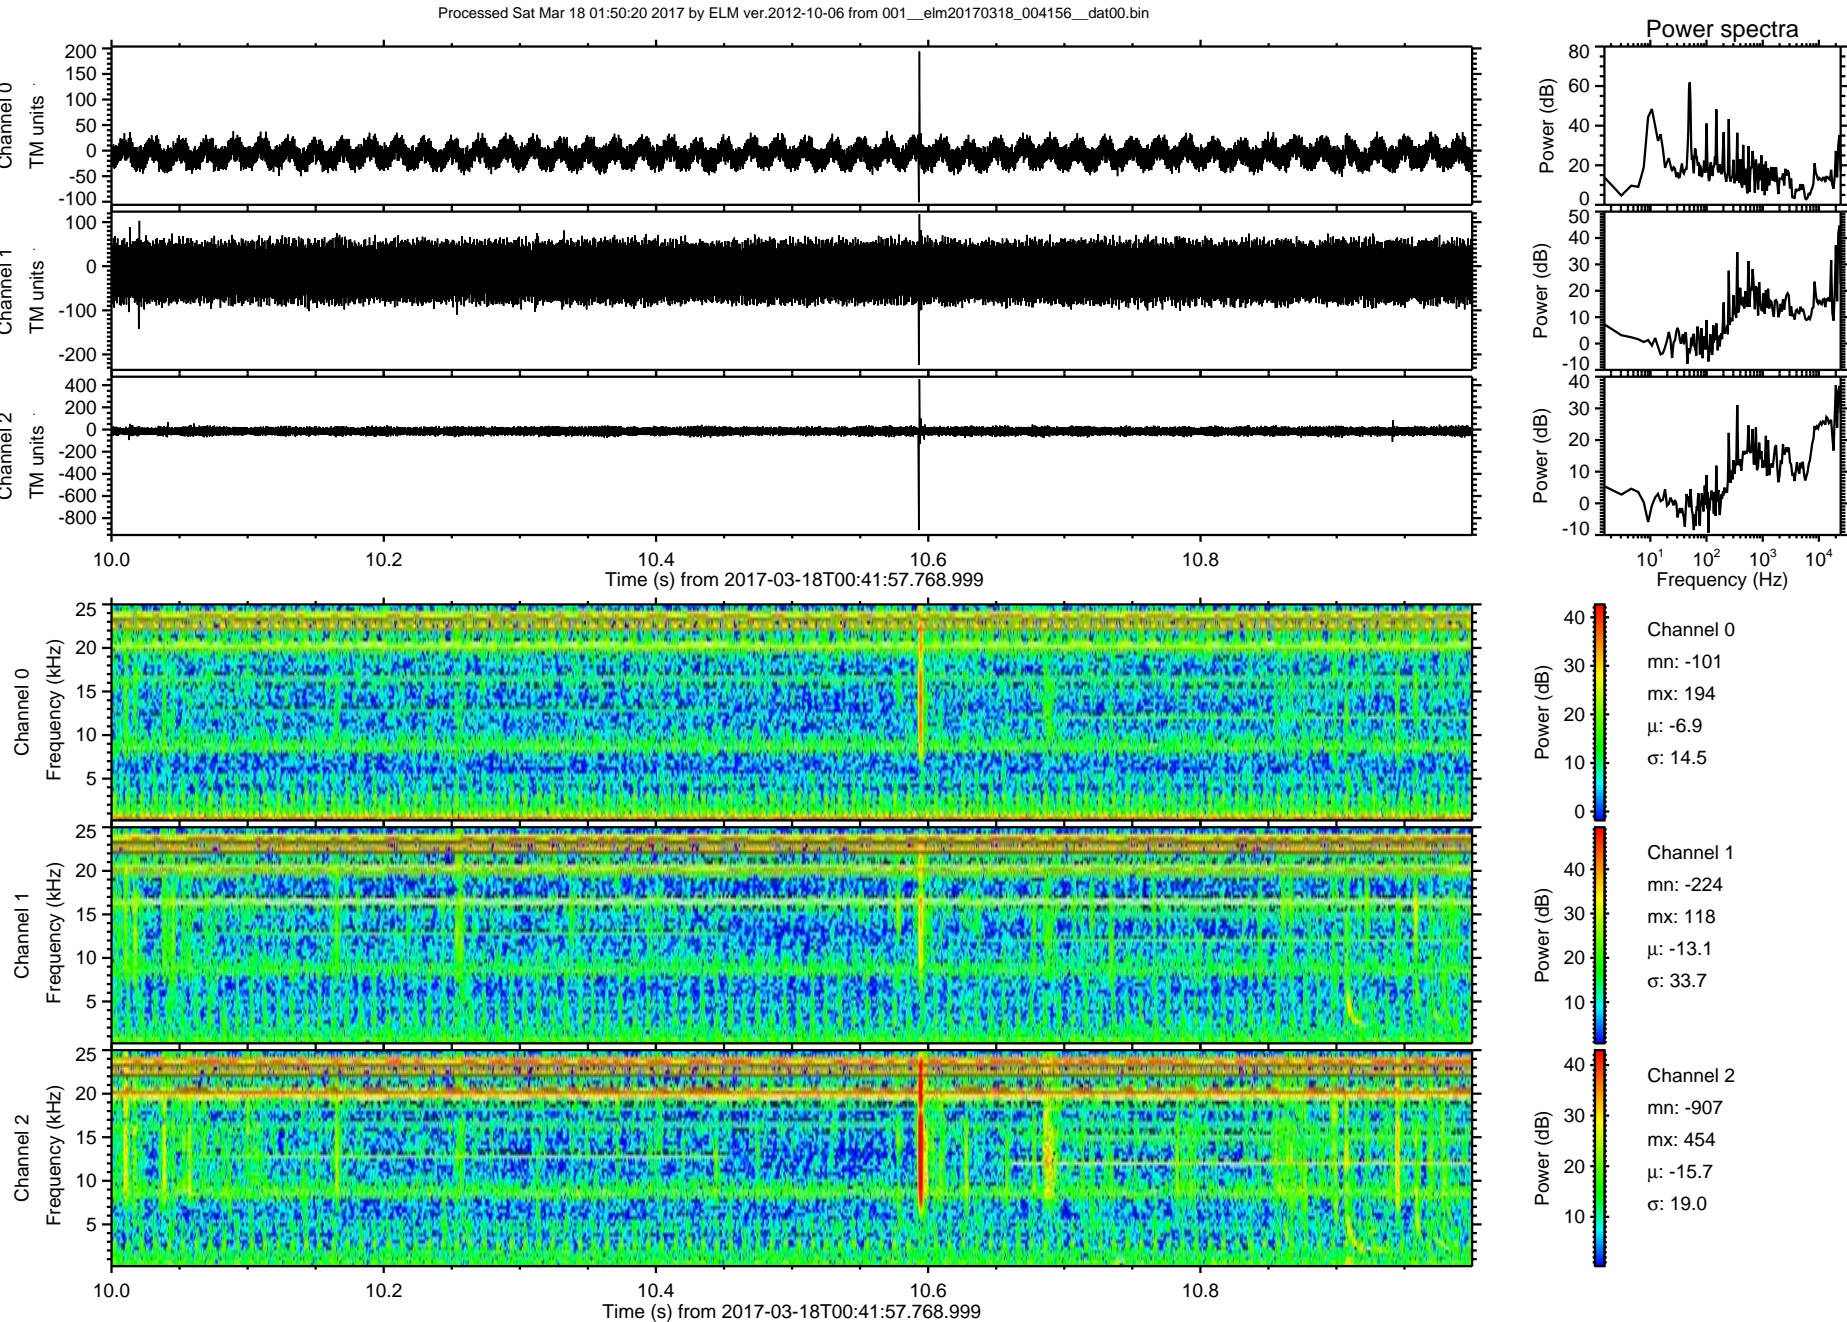 Processed Sat Mar 18 01:50:20 2017 by ELM ver.2012-10-06 from 001__elm20170318_004156__dat00.bin
Power spectra
Channel 0
TM units
200
150
100
50
0
-50
-100
Power (dB)
80
60
40
20
0
Channel 1
TM units
100
0
-100
-200
Power (dB)
50
40
30
20
10
0
-10
Channel 2
TM units
400
200
0
-200
-400
-600
-800
Power (dB)
40
30
20
10
0
-10
10.0 10.2 10.4 10.6 10.8
Time (s) from 2017-03-18T00:41:57.768.999
10¹ 10² 10³ 10⁴
Frequency (Hz)
Channel 0
Frequency (kHz)
25
20
15
10
5
Power (dB)
40
30
20
10
0
Channel 0
mn: -101
mx: 194
μ: -6.9
σ: 14.5
Channel 1
Frequency (kHz)
25
20
15
10
5
Power (dB)
40
30
20
10
Channel 1
mn: -224
mx: 118
μ: -13.1
σ: 33.7
Channel 2
Frequency (kHz)
25
20
15
10
5
Power (dB)
40
30
20
10
Channel 2
mn: -907
mx: 454
μ: -15.7
σ: 19.0
10.0 10.2 10.4 10.6 10.8
Time (s) from 2017-03-18T00:41:57.768.999